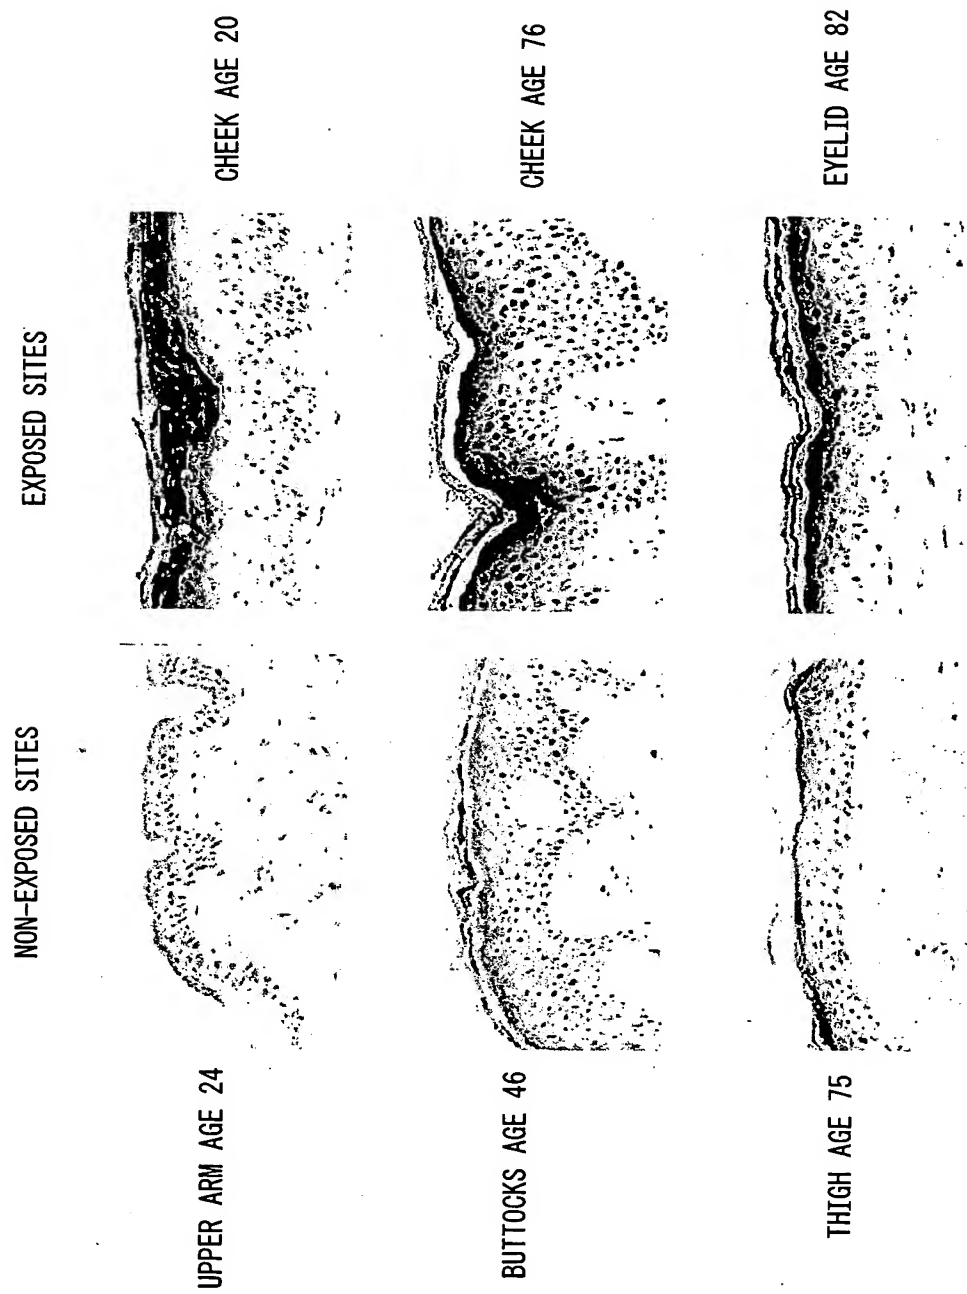 NON-EXPOSED SITES
EXPOSED SITES
UPPER ARM AGE 24
CHEEK AGE 20
BUTTOCKS AGE 46
CHEEK AGE 76
THIGH AGE 75
EYELID AGE 82